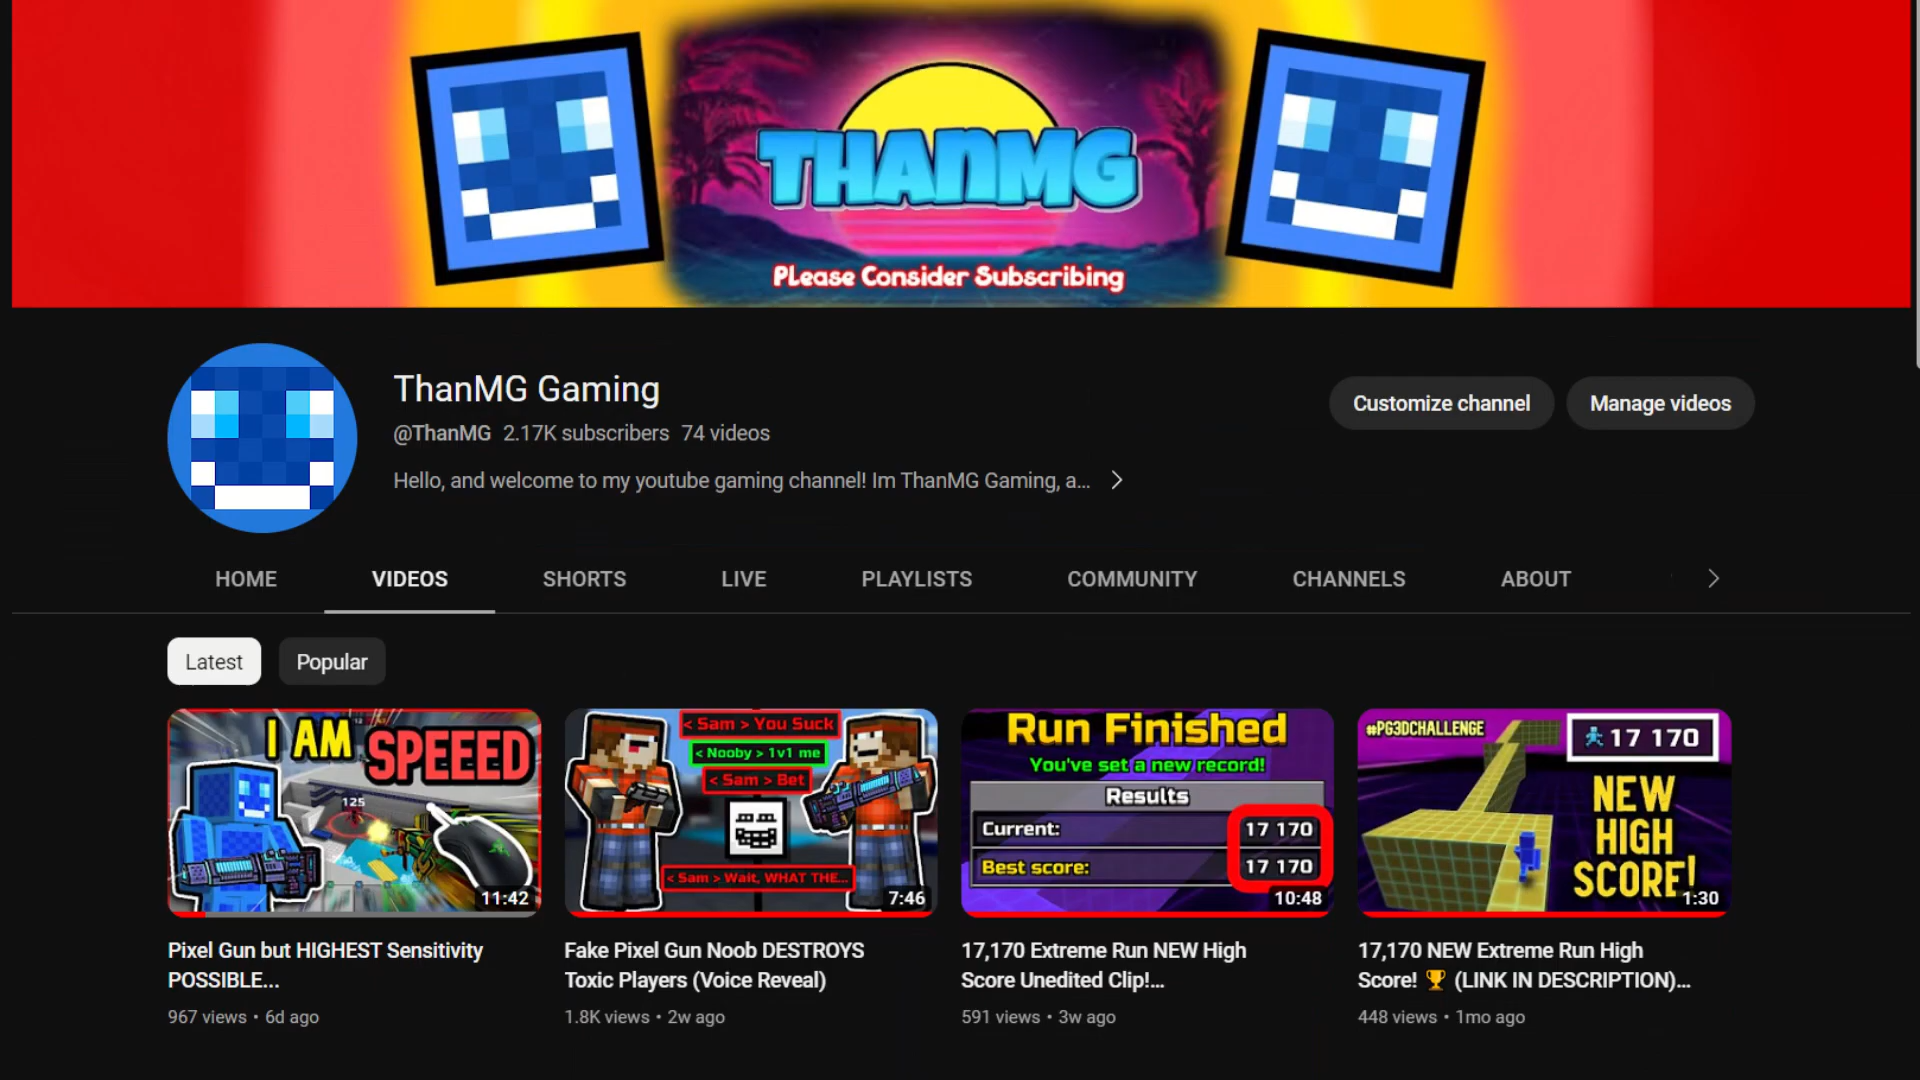 THANMG
Please Consider Subscribing
ThanMG Gaming
@ThanMG 2.17K subscribers 74 videos
Hello, and welcome to my youtube gaming channel! Im ThanMG Gaming, a...
Customize channel
Manage videos
HOME VIDEOS SHORTS LIVE PLAYLISTS COMMUNITY CHANNELS ABOUT
Latest Popular
I AM SPEEED
125
11:42
Pixel Gun but HIGHEST Sensitivity
POSSIBLE...
967 views • 6d ago
< Sam > You Suck
< Nooby > 1v1 me
< Sam > Bet
< Sam > Wait, WHAT THE...
7:46
Fake Pixel Gun Noob DESTROYS
Toxic Players (Voice Reveal)
1.8K views • 2w ago
Run Finished
You've set a new record!
Results
Current: 17 170
Best score: 17 170
10:48
17,170 Extreme Run NEW High
Score Unedited Clip!...
591 views • 3w ago
#PG3DCHALLENGE
17 170
NEW
HIGH
SCORE!
1:30
17,170 NEW Extreme Run High
Score! 🏆 (LINK IN DESCRIPTION)...
448 views • 1mo ago